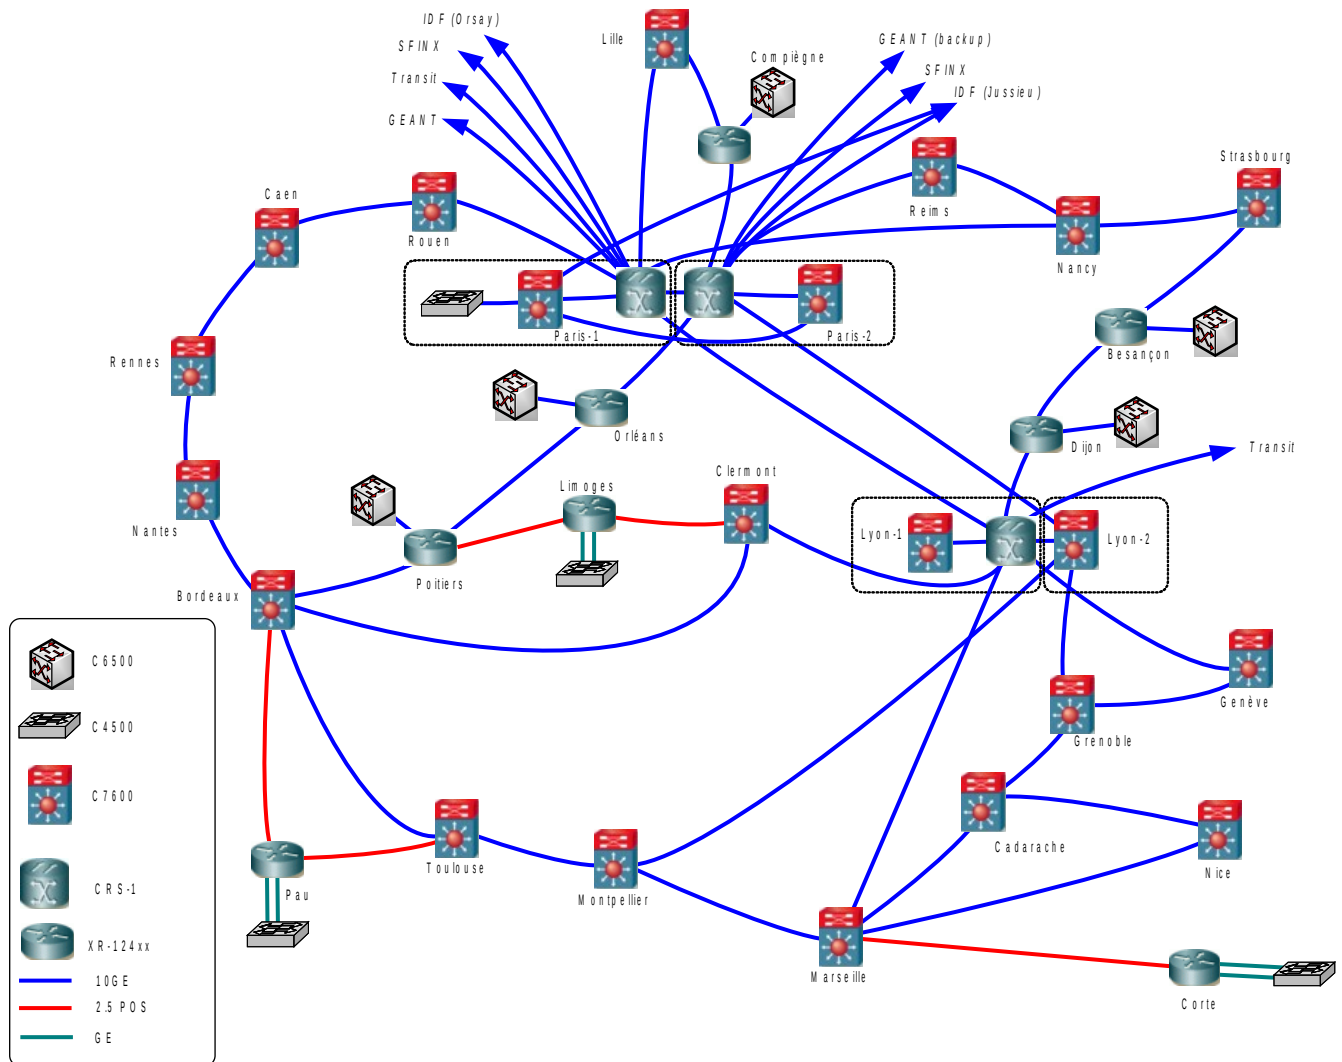 IDF (Orsay)
SFINX
Transit
GEANT
Lille
Compiègne
GEANT (backup)
SFINX
IDF (Jussieu)
Strasbourg
Caen
Rouen
Reims
Nancy
Paris-1
Paris-2
Rennes
Besançon
Orléans
Dijon
Transit
Clermont
Limoges
Nantes
Lyon-1
Lyon-2
Poitiers
Bordeaux
Genève
Grenoble
Cadarache
Nice
Toulouse
Montpellier
Pau
Marseille
Corte
C6500
C4500
C7600
CRS-1
XR-124xx
10GE
2.5 POS
GE